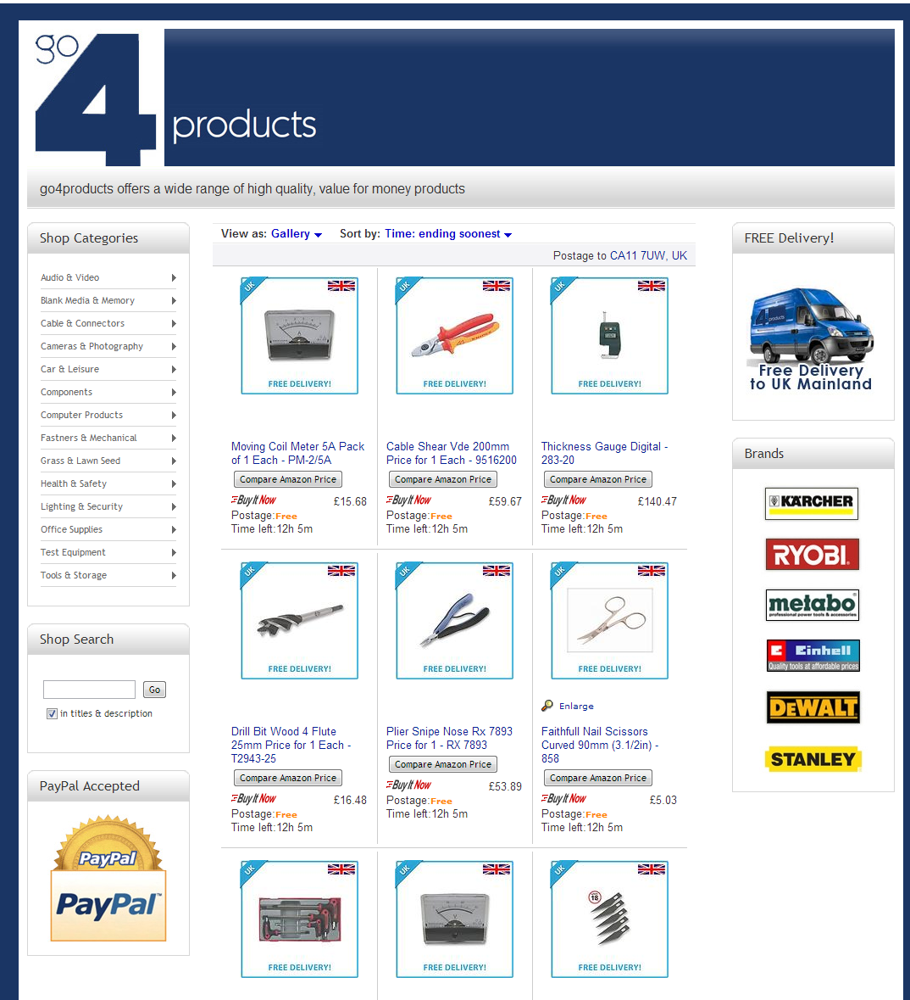 go
4
products
go4products offers a wide range of high quality, value for money products
Shop Categories
Audio & Video
Blank Media & Memory
Cable & Connectors
Cameras & Photography
Car & Leisure
Components
Computer Products
Fastners & Mechanical
Grass & Lawn Seed
Health & Safety
Lighting & Security
Office Supplies
Test Equipment
Tools & Storage
Shop Search
Go
in titles & description
PayPal Accepted
PayPal
PayPal™
View as: Gallery Sort by: Time: ending soonest
Postage to CA11 7UW, UK
UK
FREE DELIVERY!
UK
FREE DELIVERY!
UK
FREE DELIVERY!
Moving Coil Meter 5A Pack
of 1 Each - PM-2/5A
Compare Amazon Price
Buy It Now £15.68
Postage:Free
Time left:12h 5m
Cable Shear Vde 200mm
Price for 1 Each - 9516200
Compare Amazon Price
Buy It Now £59.67
Postage:Free
Time left:12h 5m
Thickness Gauge Digital -
283-20
Compare Amazon Price
Buy It Now £140.47
Postage:Free
Time left:12h 5m
UK
FREE DELIVERY!
UK
FREE DELIVERY!
UK
FREE DELIVERY!
Enlarge
Drill Bit Wood 4 Flute
25mm Price for 1 Each -
T2943-25
Compare Amazon Price
Buy It Now £16.48
Postage:Free
Time left:12h 5m
Plier Snipe Nose Rx 7893
Price for 1 - RX 7893
Compare Amazon Price
Buy It Now £53.89
Postage:Free
Time left:12h 5m
Faithfull Nail Scissors
Curved 90mm (3.1/2in) -
858
Compare Amazon Price
Buy It Now £5.03
Postage:Free
Time left:12h 5m
UK
FREE DELIVERY!
UK
V
FREE DELIVERY!
UK
18
FREE DELIVERY!
FREE Delivery!
4 products
Free Delivery
to UK Mainland
Brands
KÄRCHER
RYOBI
metabo®
professional power tools & accessories
E Einhell
Quality tools at affordable prices
DEWALT
STANLEY